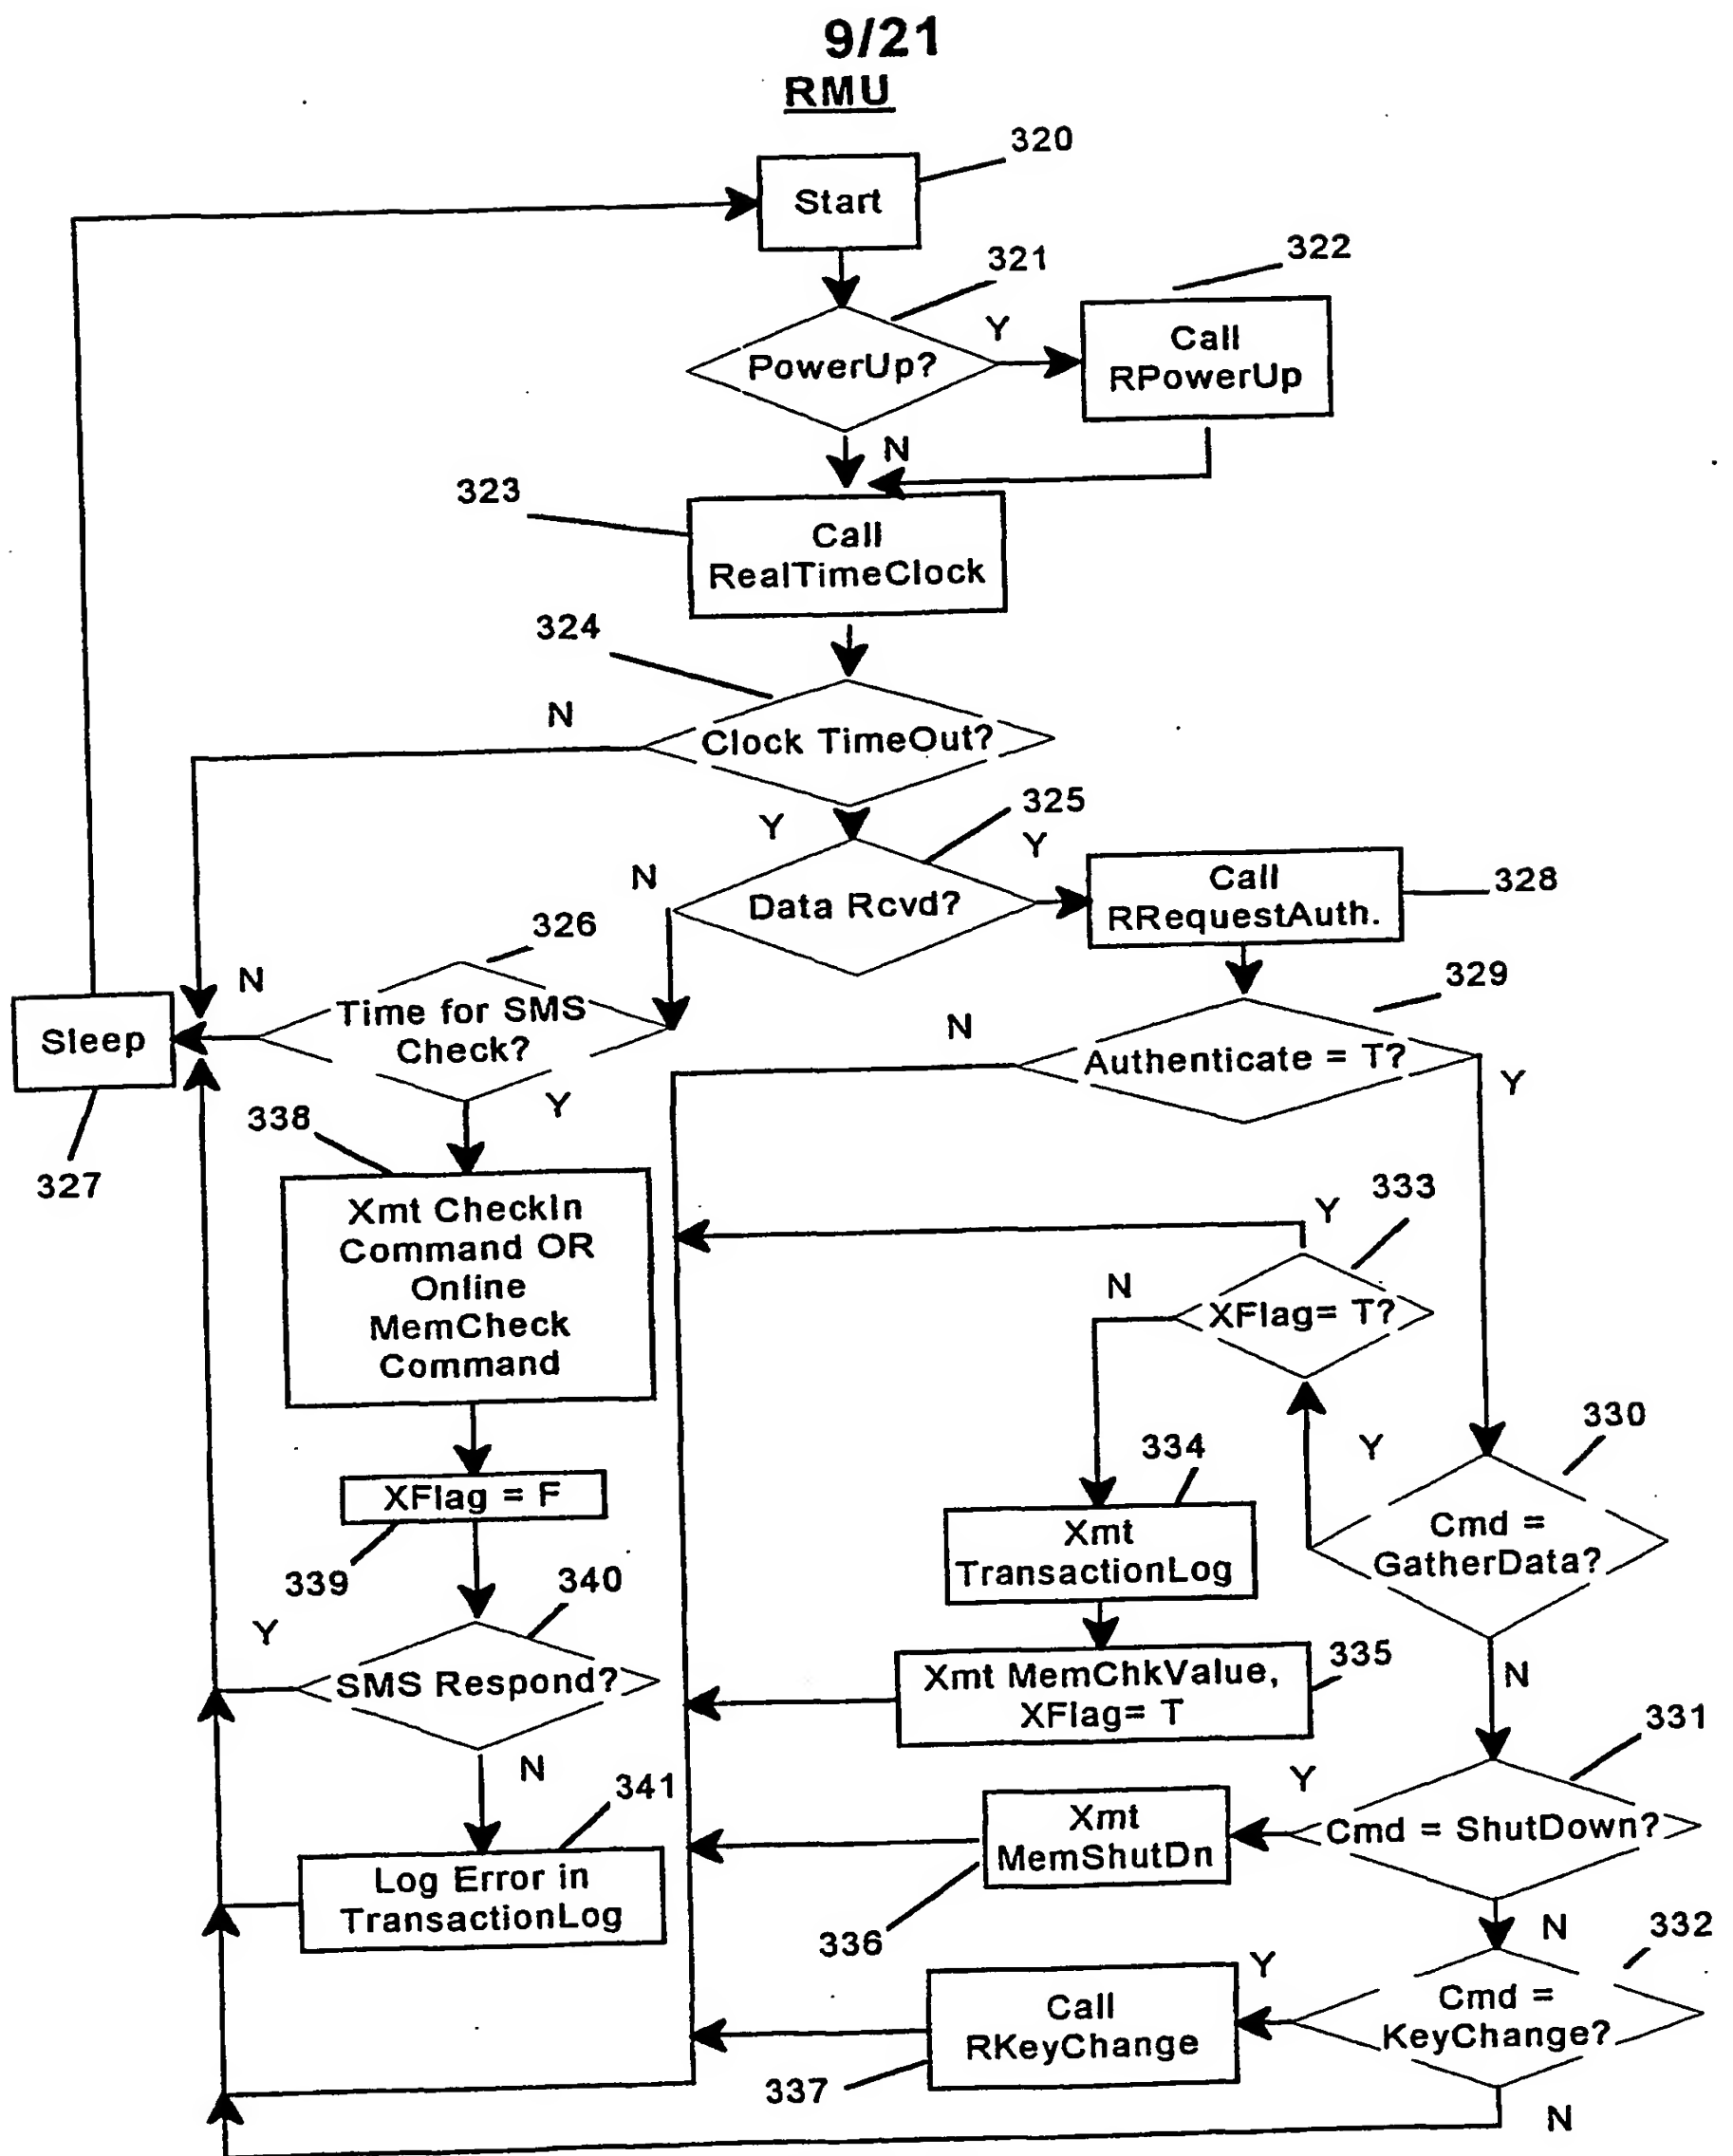 9/21
RMU
320
Start
321
322
PowerUp?
Y
Call
RPowerUp
N
323
Call
RealTimeClock
324
N
Clock TimeOut?
Y
325
Y
N
Data Rcvd?
Call
RRequestAuth.
328
326
N
Time for SMS
Check?
Sleep
327
Y
329
N
Authenticate = T?
Y
338
Xmt CheckIn
Command OR
Online
MemCheck
Command
333
Y
N
XFlag= T?
XFlag = F
339
334
Y
330
Xmt
TransactionLog
Cmd =
GatherData?
N
340
Y
SMS Respond?
N
Xmt MemChkValue,
XFlag= T
335
331
Y
Cmd = ShutDown?
N
Xmt
MemShutDn
336
341
Log Error in
TransactionLog
332
Y
Cmd =
KeyChange?
N
Call
RKeyChange
337